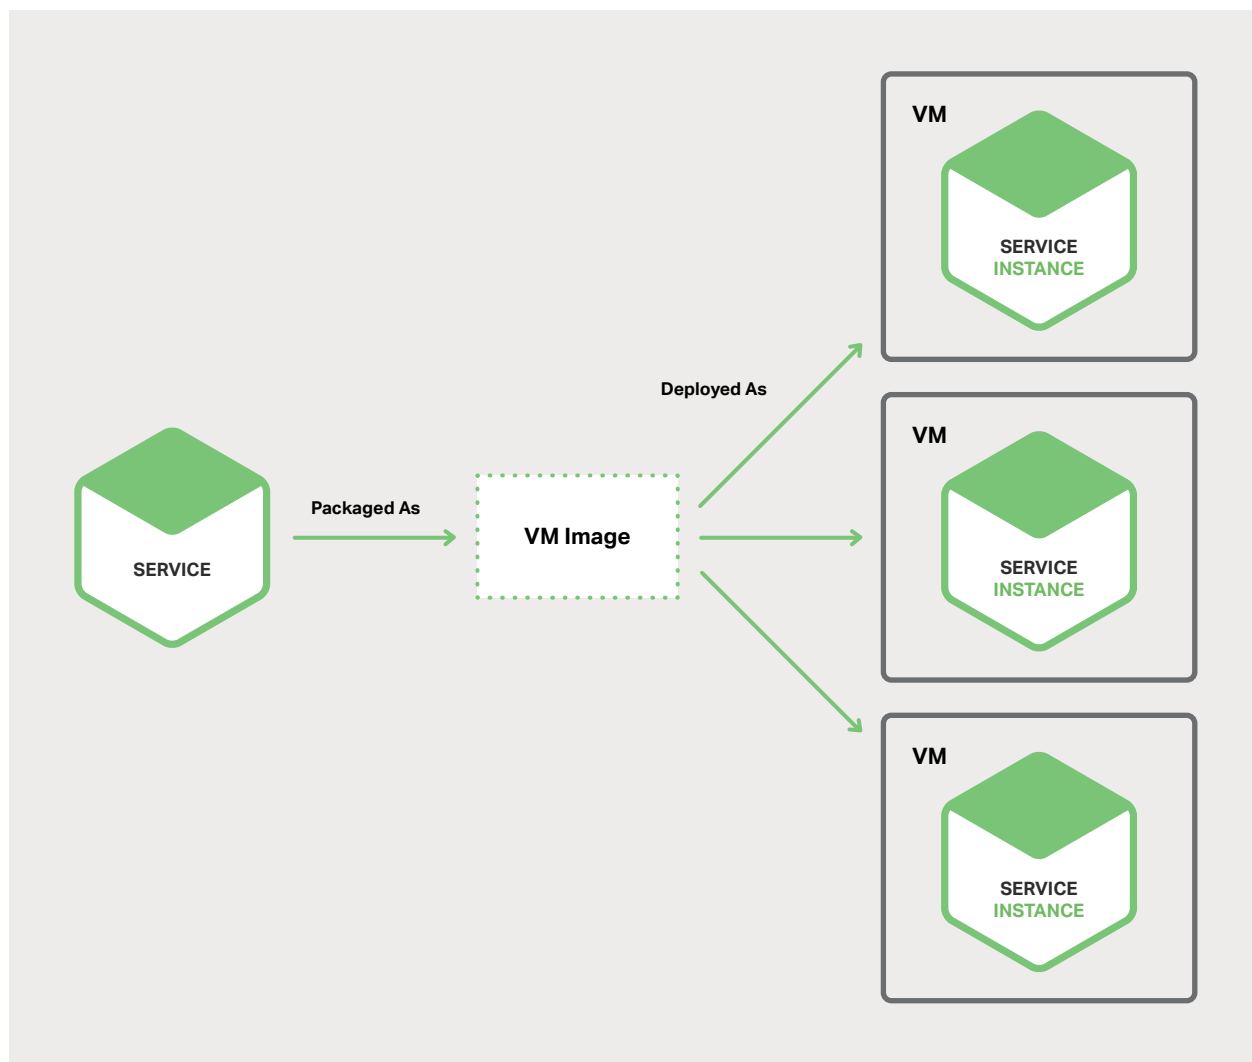 SERVICE
Packaged As
VM Image
Deployed As
VM
SERVICE
INSTANCE
VM
SERVICE
INSTANCE
VM
SERVICE
INSTANCE